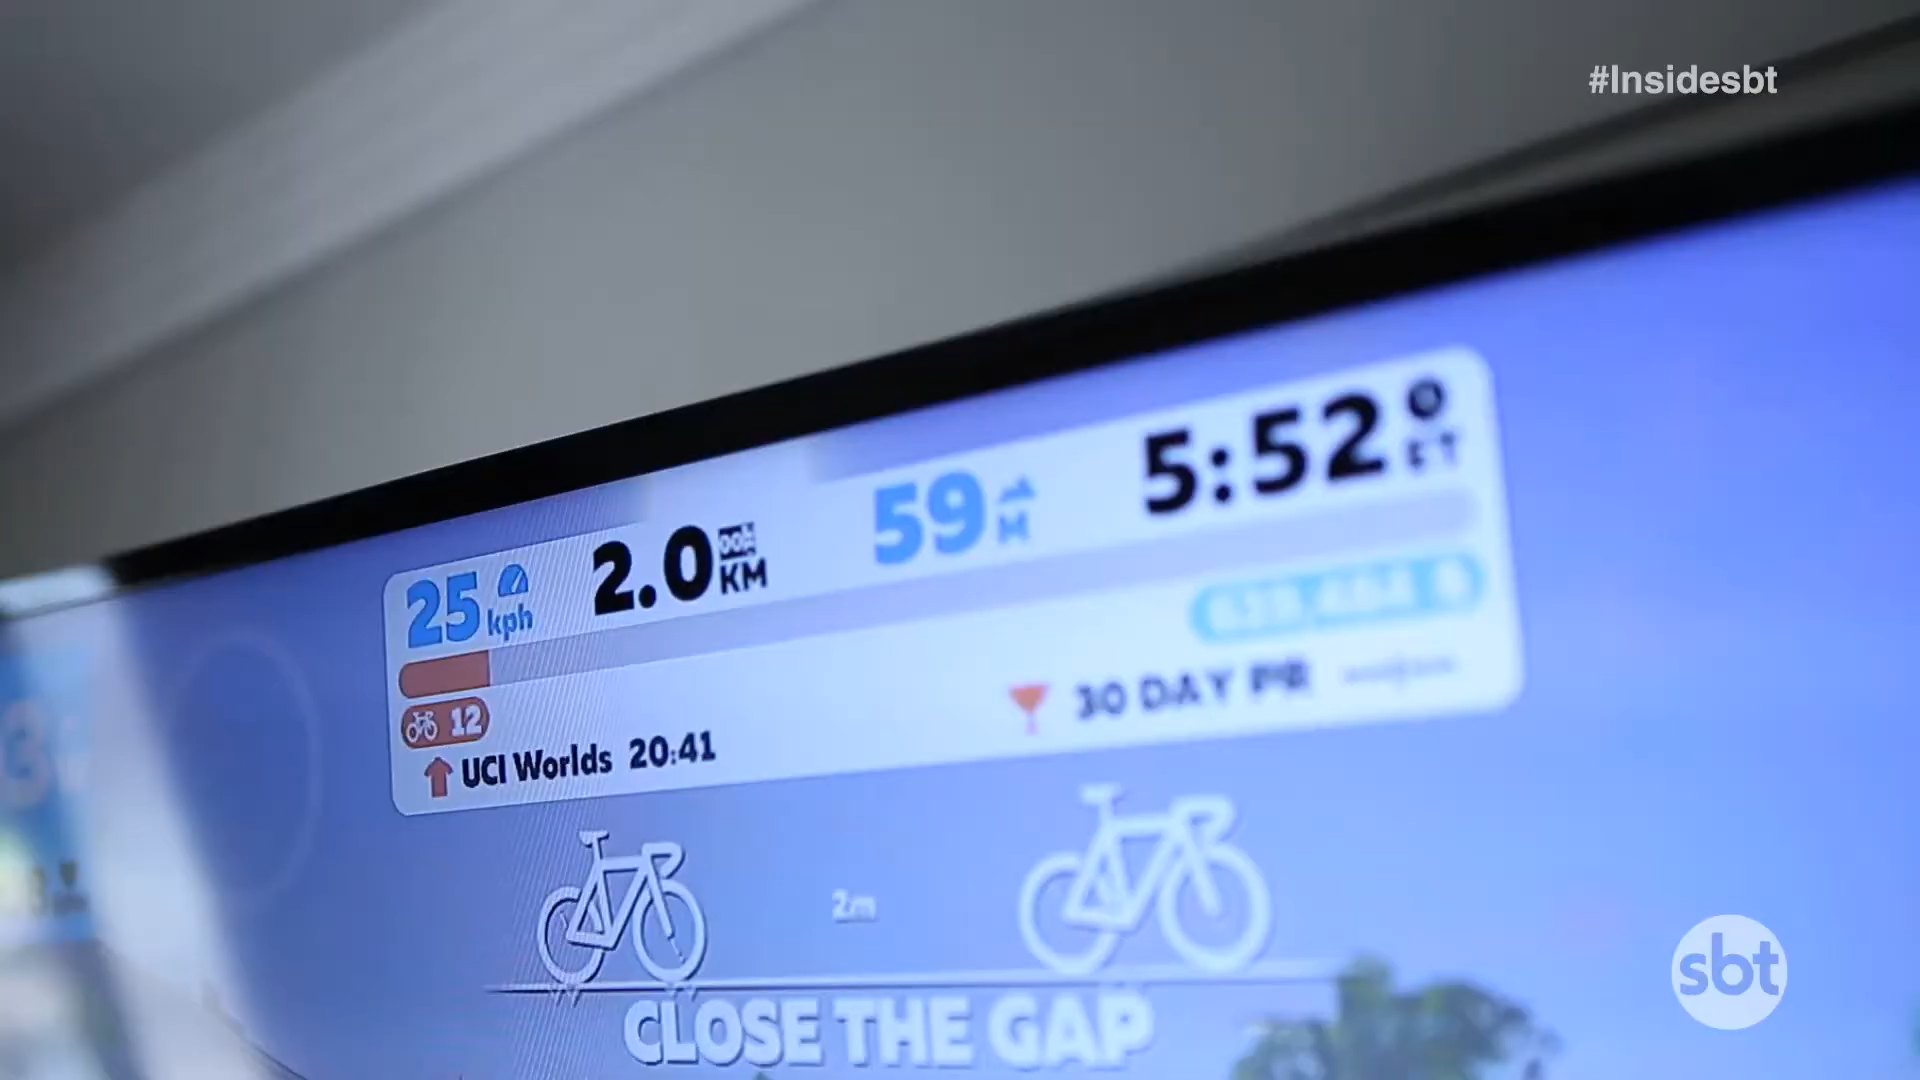 #Insidesbt
25 kph 2.0 KM 59 M 5:52 ET
12
UCI Worlds 20:41 30 DAY PR
2m
CLOSE THE GAP
sbt